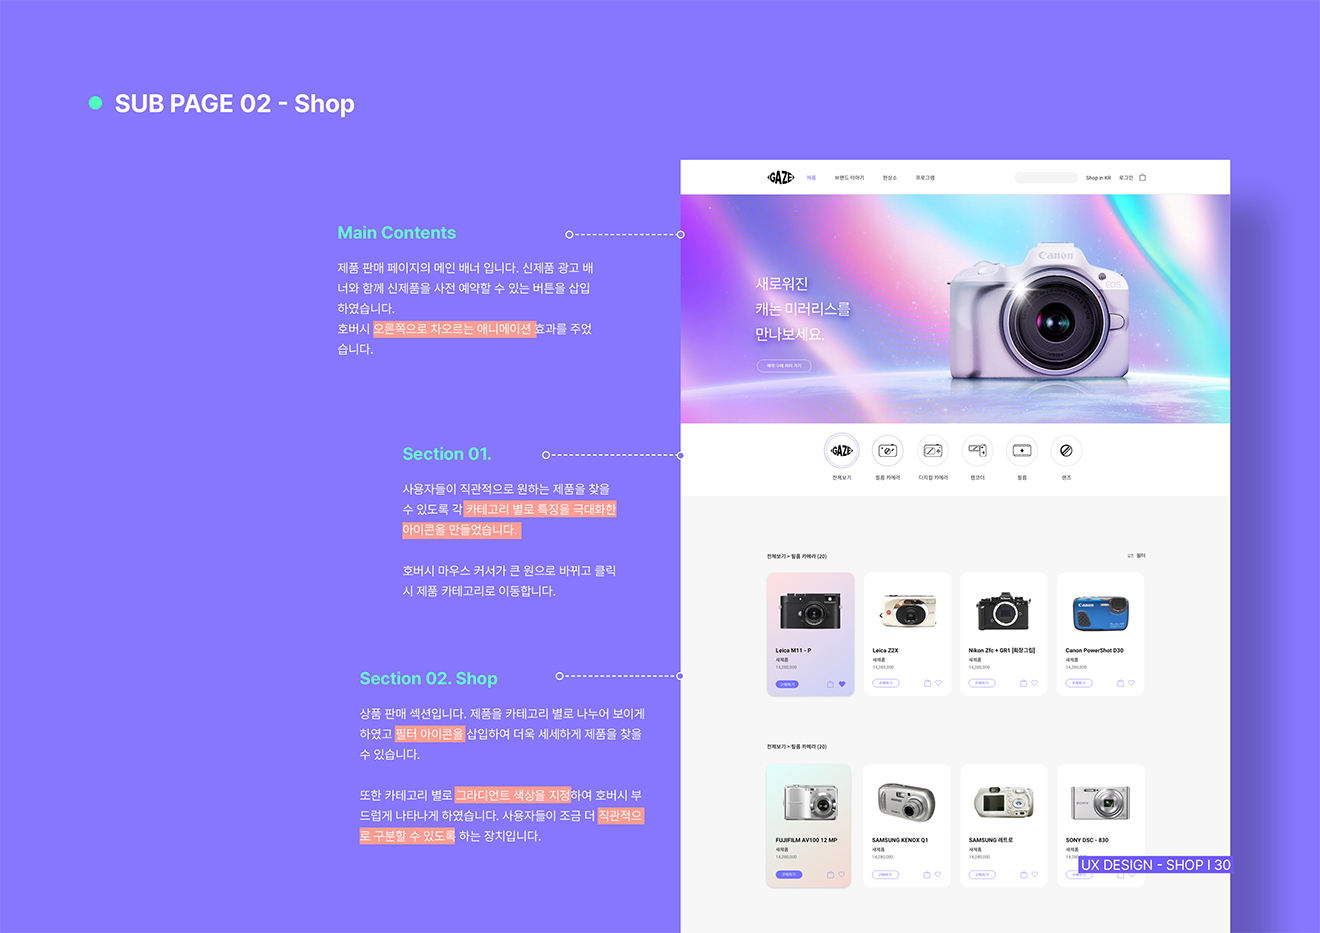 SUB PAGE 02 - Shop
Main Contents
제품 판매 페이지의 메인 배너 입니다. 신제품 광고 배
너와 함께 신제품을 사전 예약할 수 있는 버튼을 삽입
하였습니다.
호버시 오른쪽으로 차오르는 애니메이션 효과를 주었
습니다.
Section 01.
사용자들이 직관적으로 원하는 제품을 찾을
수 있도록 각 카테고리 별로 특징을 극대화한
아이콘을 만들었습니다.
호버시 마우스 커서가 큰 원으로 바뀌고 클릭
시 제품 카테고리로 이동합니다.
Section 02. Shop
상품 판매 섹션입니다. 제품을 카테고리 별로 나누어 보이게
하였고 필터 아이콘을 삽입하여 더욱 세세하게 제품을 찾을
수 있습니다.
또한 카테고리 별로 그라디언트 색상을 지정하여 호버시 부
드럽게 나타나게 하였습니다. 사용자들이 조금 더 직관적으
로 구분할 수 있도록 하는 장치입니다.
GAZE 제품 브랜드 이야기 현상소 프로그램 Shop in KR 로그인
새로워진
캐논 미러리스를
만나보세요.
예약 구매 하러 가기
Canon
EOS
GAZE
전체보기 필름 카메라 디지털 카메라 캠코더 필름 렌즈
전체보기 > 필름 카메라 (20) 필터
Leica M11 - P
새제품
14,280,000
구매하기
Leica Z2X
새제품
14,280,000
구매하기
Nikon Zfc + GR1 [확장그립]
새제품
14,280,000
구매하기
Canon
Canon PowerShot D30
새제품
14,280,000
구매하기
전체보기 > 필름 카메라 (20)
FUJIFILM AV100 12 MP
새제품
14,280,000
구매하기
SAMSUNG KENOX Q1
새제품
14,280,000
구매하기
SAMSUNG 레트로
새제품
14,280,000
구매하기
SONY
SONY DSC - 830
새제품
14,280,000
구매하기
UX DESIGN - SHOP I 30